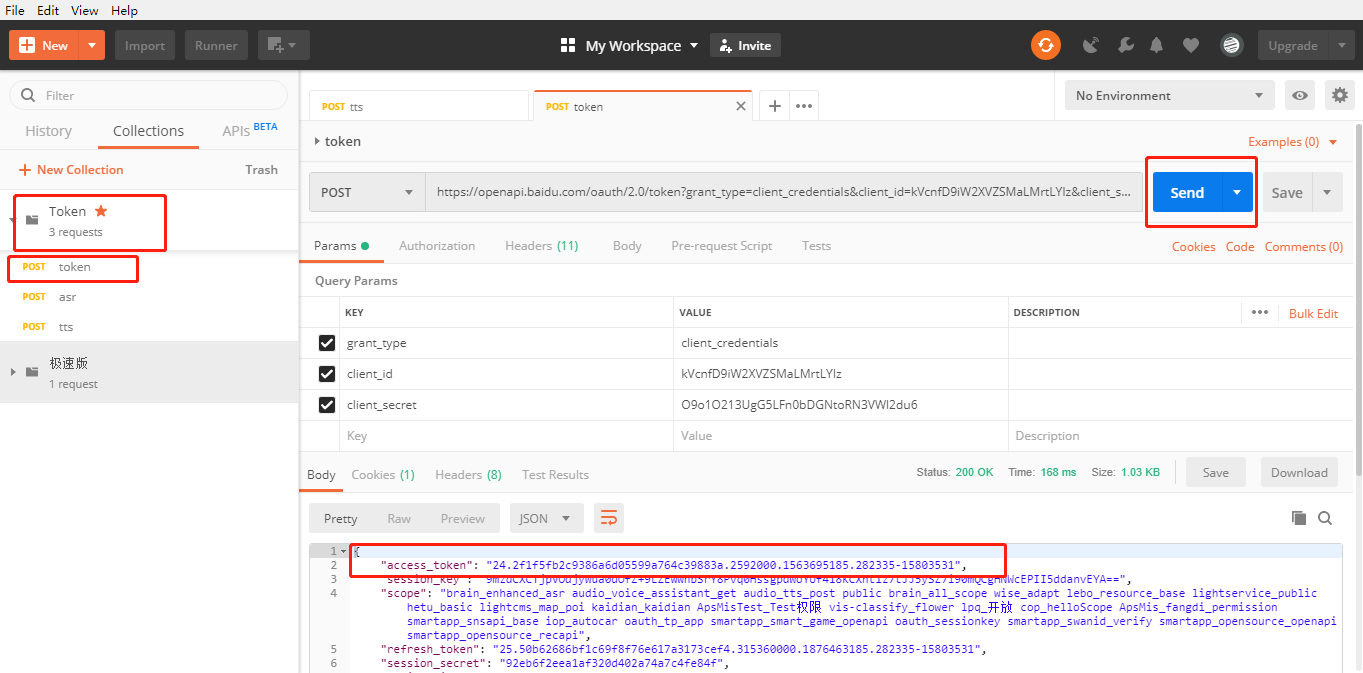 File Edit View Help
New Import Runner My Workspace Invite Upgrade
Filter
History Collections APIs BETA
New Collection Trash
Token
3 requests
POST token
POST asr
POST tts
极速版
1 request
POST tts POST token No Environment
token Examples (0)
POST https://openapi.baidu.com/oauth/2.0/token?grant_type=client_credentials&client_id=kVcnfD9iW2XVZSMaLMrtLYIz&client_s... Send Save
Params Authorization Headers (11) Body Pre-request Script Tests Cookies Code Comments (0)
Query Params
KEY VALUE DESCRIPTION Bulk Edit
grant_type client_credentials
client_id kVcnfD9iW2XVZSMaLMrtLYIz
client_secret O9o1O213UgG5LFn0bDGNtoRN3VWI2du6
Key Value Description
Body Cookies (1) Headers (8) Test Results Status: 200 OK Time: 168 ms Size: 1.03 KB Save Download
Pretty Raw Preview JSON
1 {
2 "access_token": "24.2f1f5fb2c9386a6d05599a764c39883a.2592000.1563695185.282335-15803531",
3 "session_key":
4 "scope": "brain_enhanced_asr audio_voice_assistant_get audio_tts_post public brain_all_scope wise_adapt lebo_resource_base lightservice_public
hetu_basic lightcms_map_poi kaidian_kaidian ApsMisTest_Test权限 vis-classify_flower lpq_开放 cop_helloScope ApsMis_fangdi_permission
smartapp_snsapi_base iop_autocar oauth_tp_app smartapp_smart_game_openapi oauth_sessionkey smartapp_swanid_verify smartapp_opensource_openapi
smartapp_opensource_recapi",
5 "refresh_token": "25.50b62686bf1c69f8f76e617a3173cef4.315360000.1876463185.282335-15803531",
6 "session_secret": "92eb6f2eea1af320d402a74a7c4fe84f",